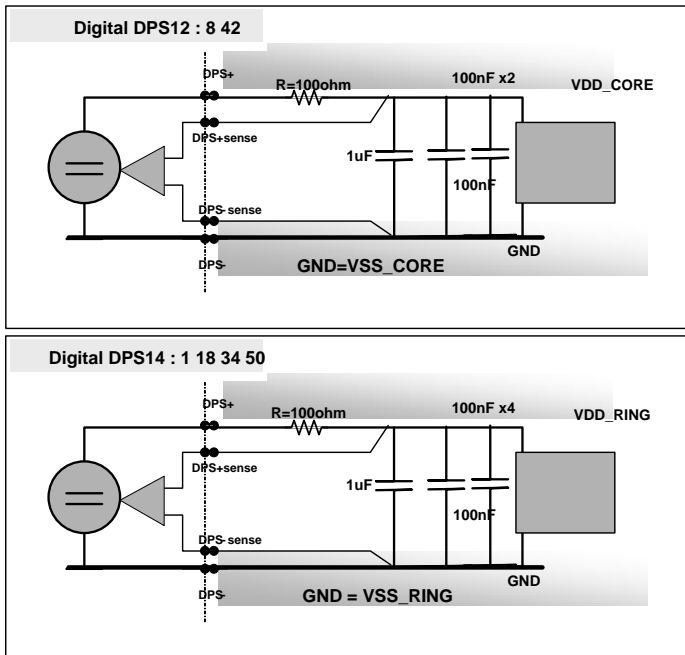 Digital DPS12 : 8 42
DPS+
R=100ohm
100nF x2
VDD_CORE
DPS+sense
1uF
100nF
DPS- sense
GND
DPS-
GND=VSS_CORE
Digital DPS14 : 1 18 34 50
DPS+
R=100ohm
100nF x4
VDD_RING
DPS+sense
1uF
100nF
DPS-sense
GND
DPS-
GND = VSS_RING